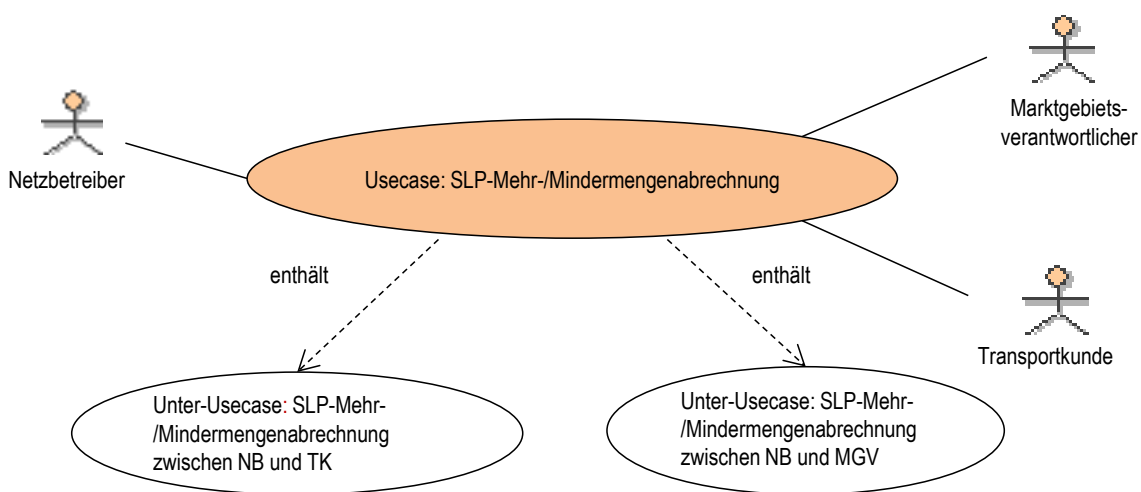 Marktgebiets-
verantwortlicher
Netzbetreiber
Usecase: SLP-Mehr-/Mindermengenabrechnung
enthält
enthält
Transportkunde
Unter-Usecase: SLP-Mehr-
/Mindermengenabrechnung
zwischen NB und TK
Unter-Usecase: SLP-Mehr-
/Mindermengenabrechnung
zwischen NB und MGV